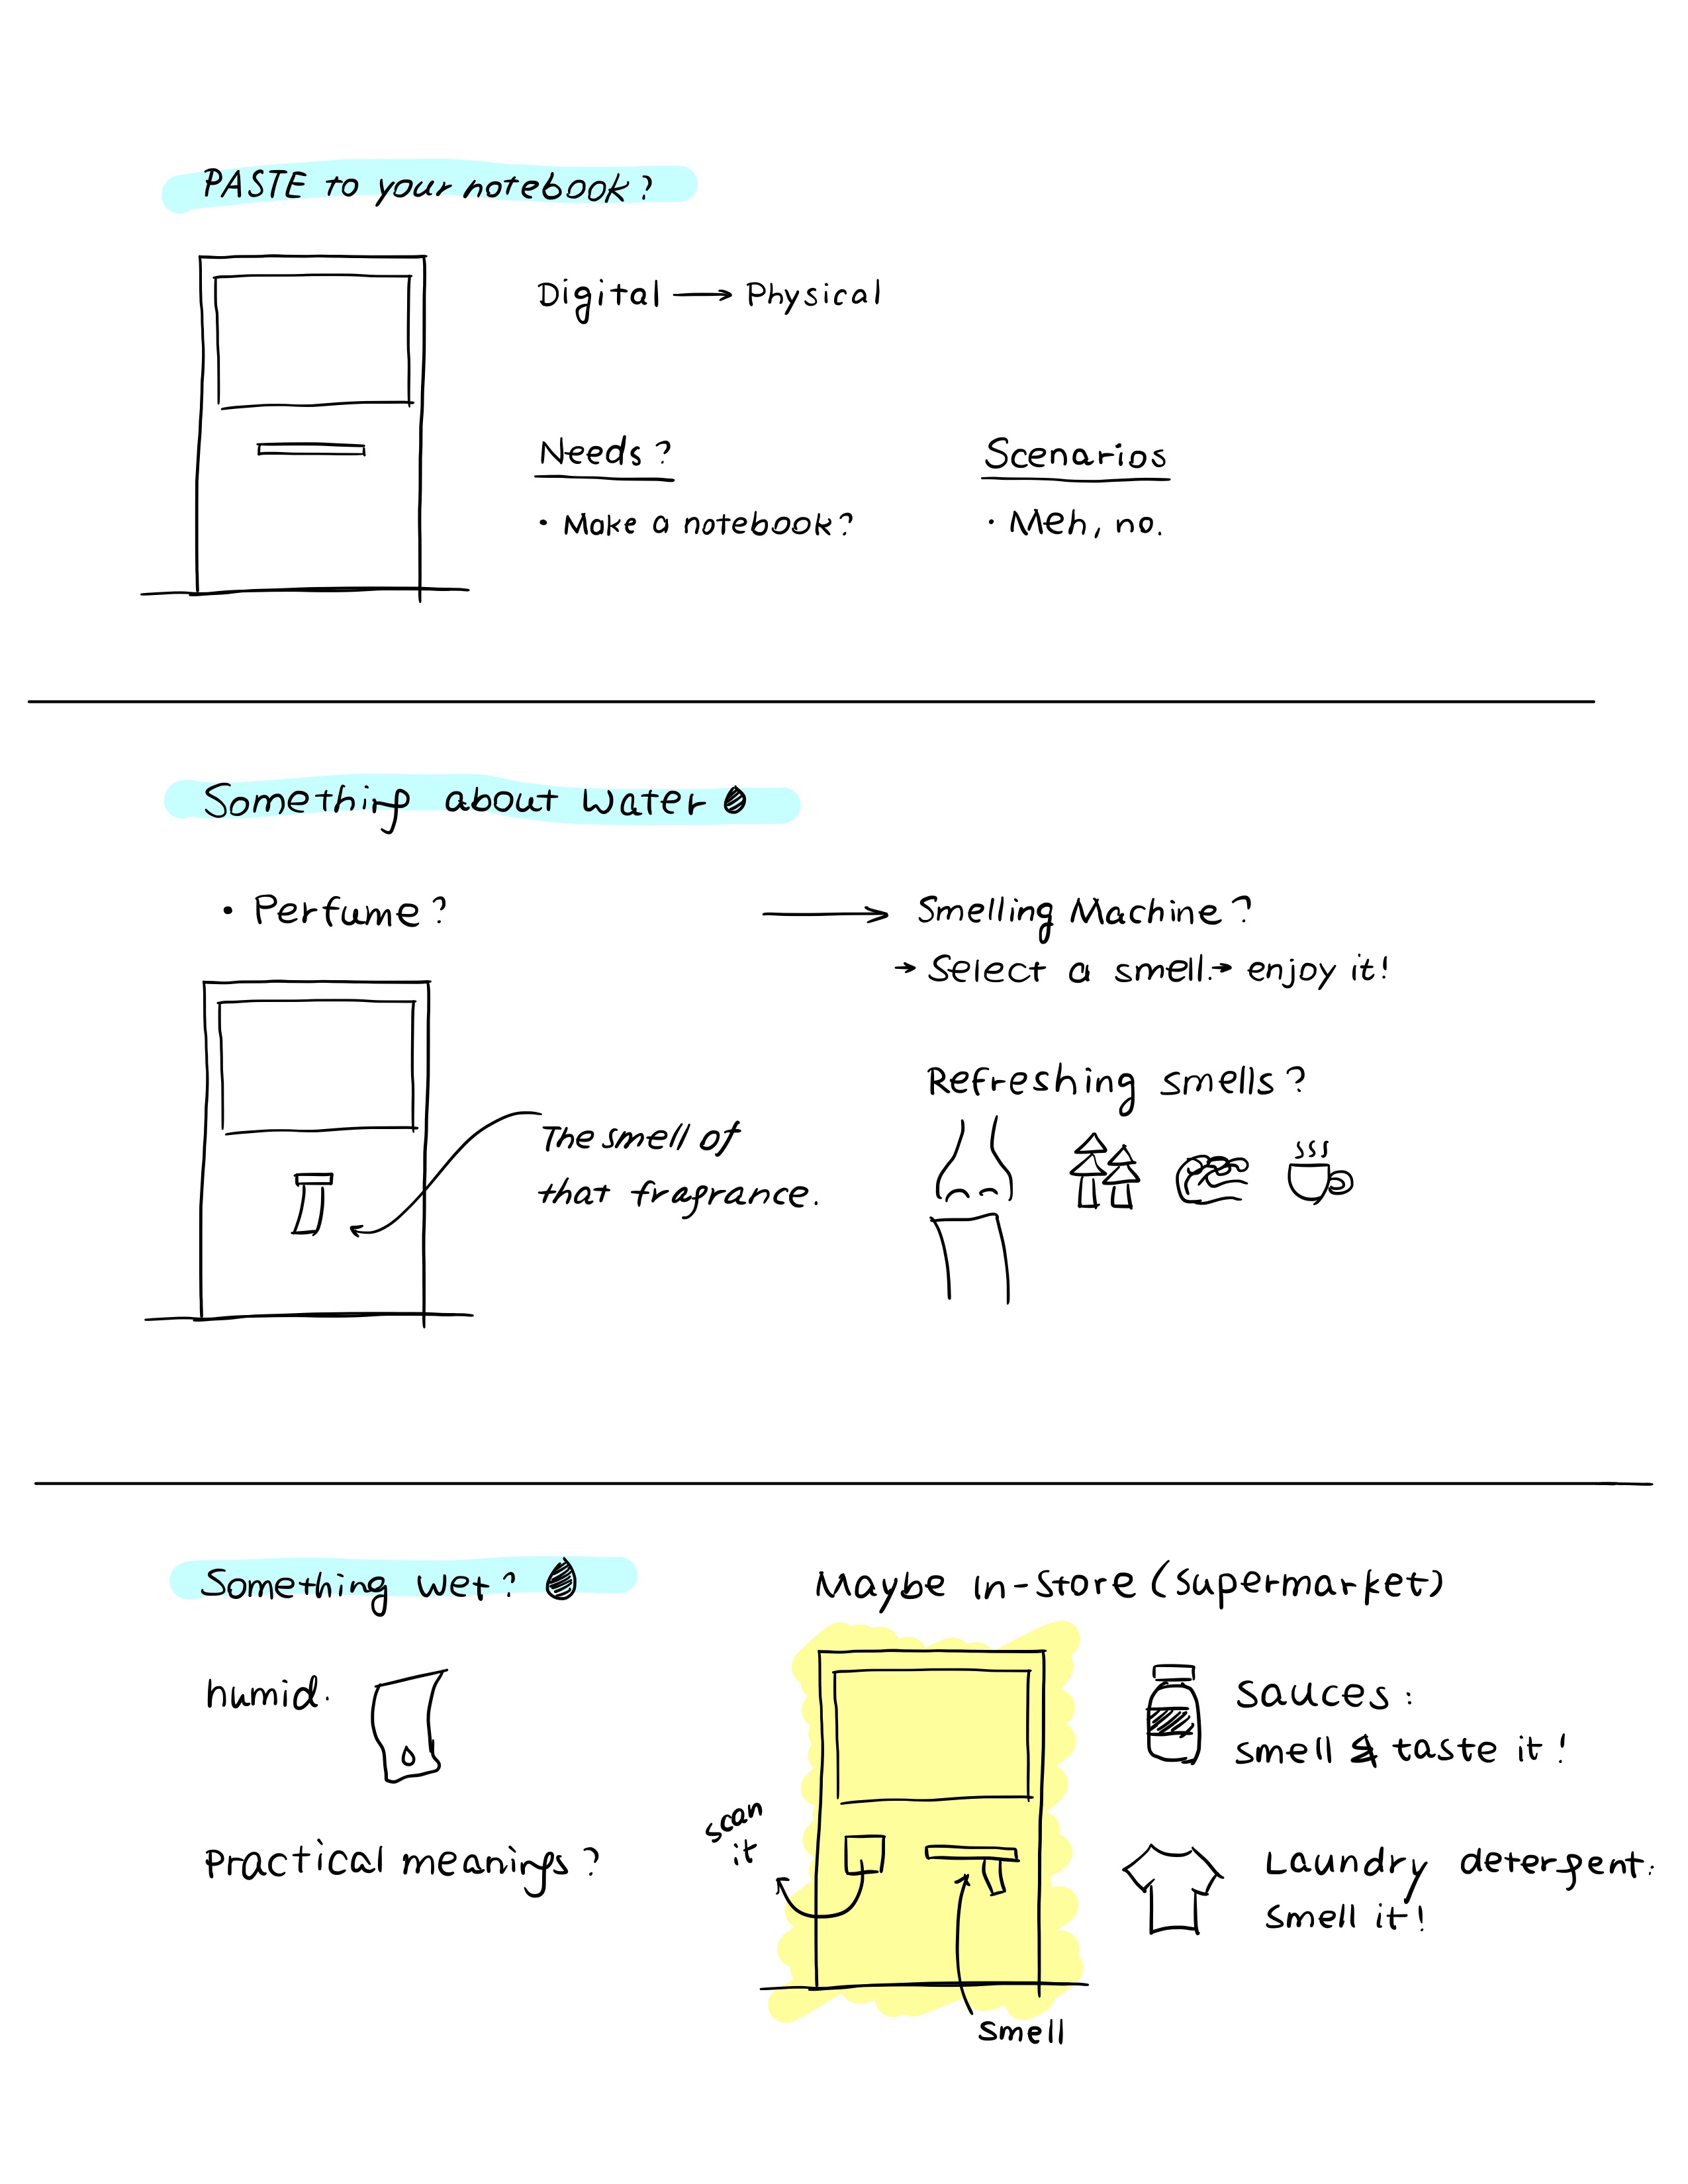 PASTE to your notebook?
Digital → Physical
Needs?
• Make a notebook?
Scenarios
• Meh, no.
Something about water
• Perfume?
→ Smelling Machine?
→ Select a smell. → enjoy it!
Refreshing smells?
The smell of
that fragrance.
Something wet?
humid.
Practical meanings?
Maybe in-store (supermarket)
scan
it
smell
Sauces:
smell & taste it!
Laundry detergent:
Smell it!